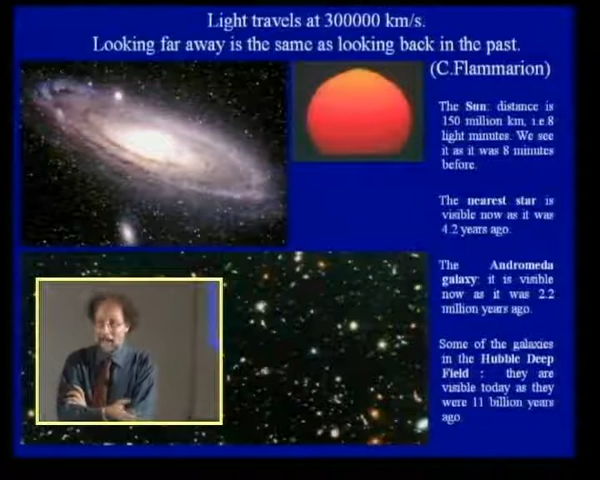 Light travels at 300000 km/s.
Looking far away is the same as looking back in the past.
(C.Flammarion)
The Sun: distance is
150 million km, i.e.8
light minutes. We see
it as it was 8 minutes
before.
The nearest star is
visible now as it was
4.2 years ago.
The Andromeda
galaxy: it is visible
now as it was 2.2
million years ago.
Some of the galaxies
in the Hubble Deep
Field : they are
visible today as they
were 11 billion years
ago.